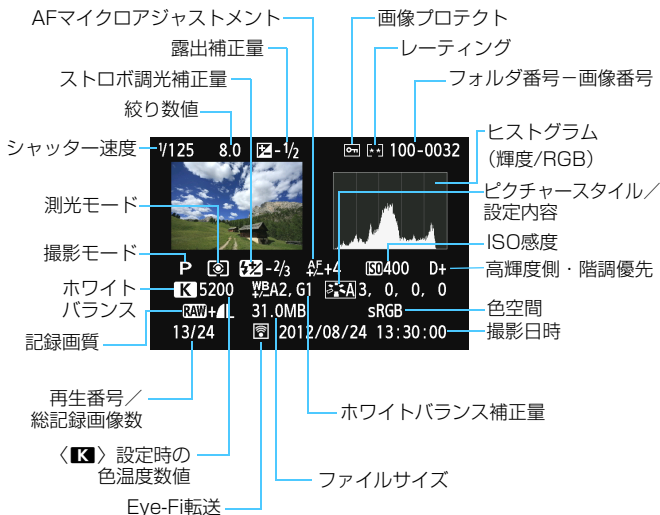 AFマイクロアジャストメント
画像プロテクト
露出補正量
レーティング
ストロボ調光補正量
フォルダ番号－画像番号
絞り数値
シャッター速度
1/125 8.0 -1/2 100-0032
ヒストグラム
（輝度/RGB）
ピクチャースタイル／
設定内容
測光モード
ISO感度
撮影モード
P -2/3 AF+4 ISO400 D+
高輝度側・階調優先
ホワイト
バランス
K 5200 WB A2, G1 A 3, 0, 0, 0
RAW+L 31.0MB sRGB
色空間
記録画質
13/24 2012/08/24 13:30:00
撮影日時
再生番号／
総記録画像数
ホワイトバランス補正量
〈K〉設定時の
色温度数値
ファイルサイズ
Eye-Fi転送